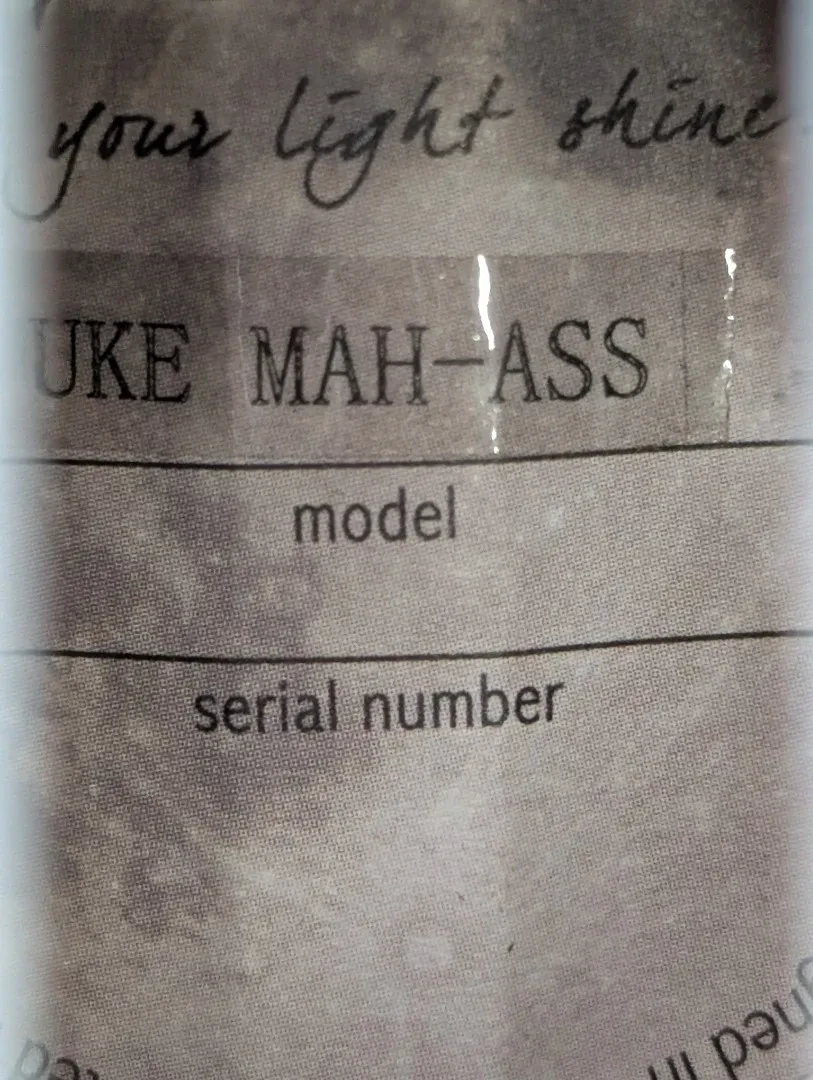 your light shine
UKE MAH-ASS
model
serial number